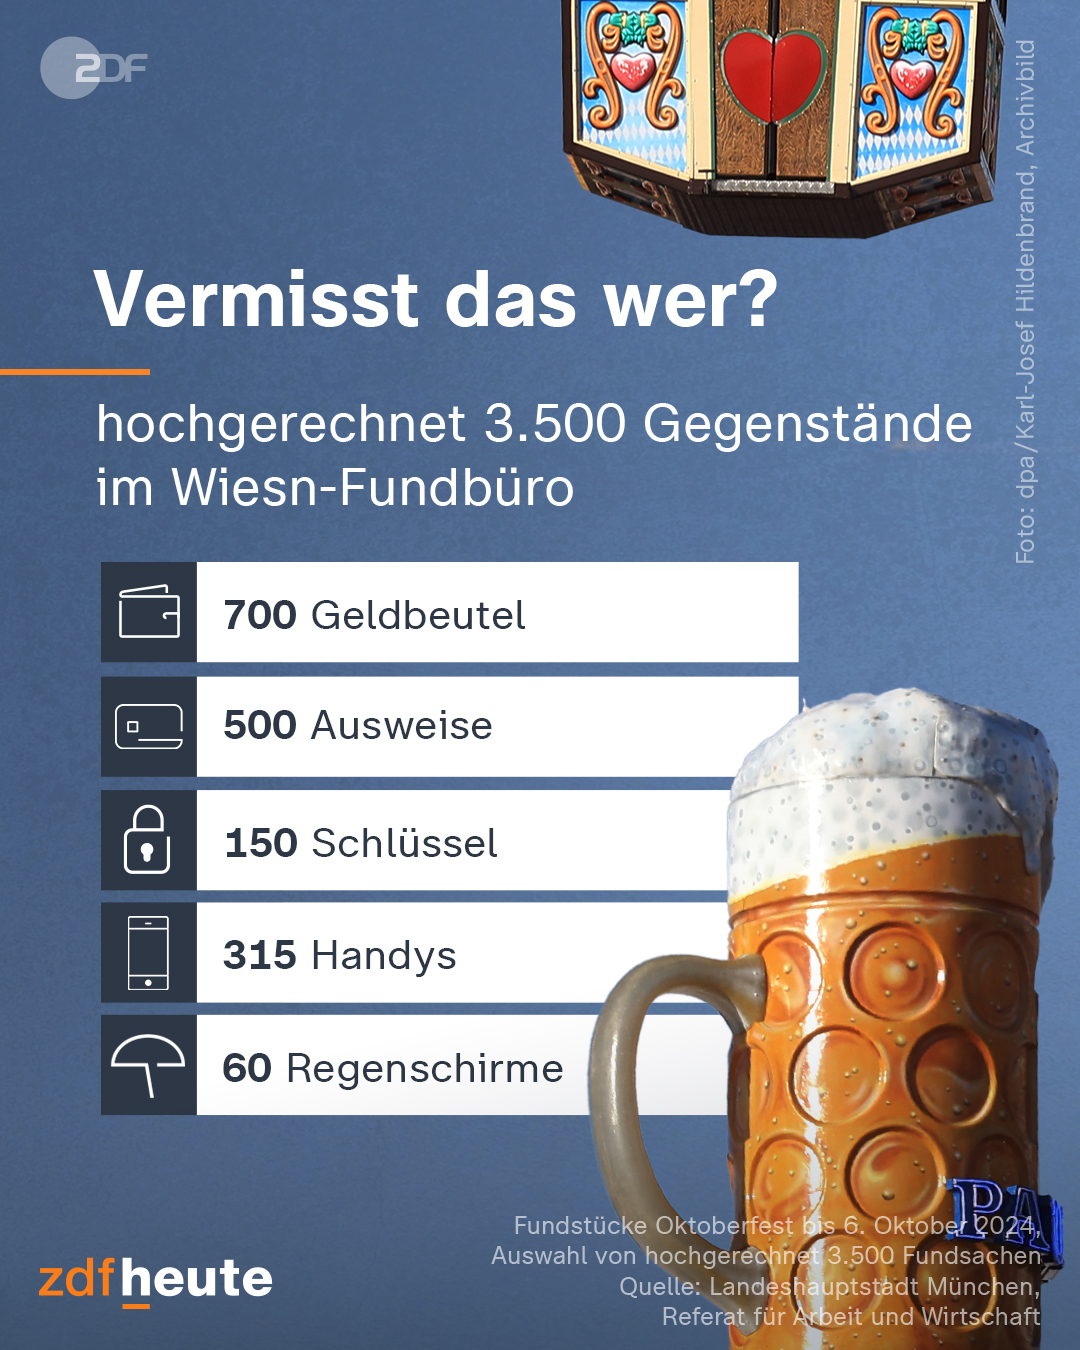 ZDF
Foto: dpa/Karl-Josef Hildenbrand, Archivbild
Vermisst das wer?
hochgerechnet 3.500 Gegenstände
im Wiesn-Fundbüro
700 Geldbeutel
500 Ausweise
150 Schlüssel
315 Handys
60 Regenschirme
PA
Fundstücke Oktoberfest bis 6. Oktober 2024,
Auswahl von hochgerechnet 3.500 Fundsachen
Quelle: Landeshauptstadt München,
Referat für Arbeit und Wirtschaft
zdfheute